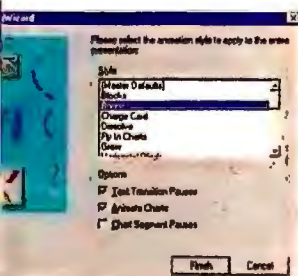 Wizard
Please select the animation style to apply to the entire
presentation:
Style
(Master Defaults)
Blocks
Charge Card
Dissolve
Fly In Charts
Grow
Options
Text Transition Pauses
Animate Charts
Chart Segment Pauses
Finish Cancel